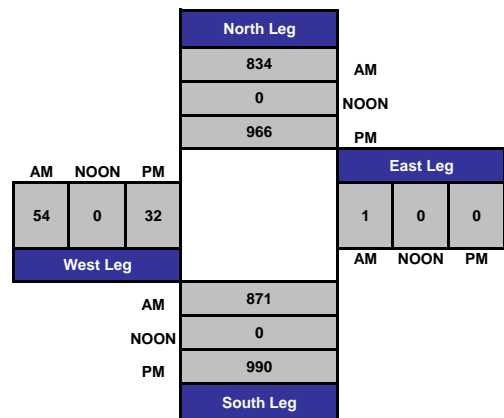 North Leg
834 AM
0 NOON
966 PM
AM NOON PM
East Leg
54 0 32
1 0 0
West Leg
AM NOON PM
AM 871
NOON 0
PM 990
South Leg